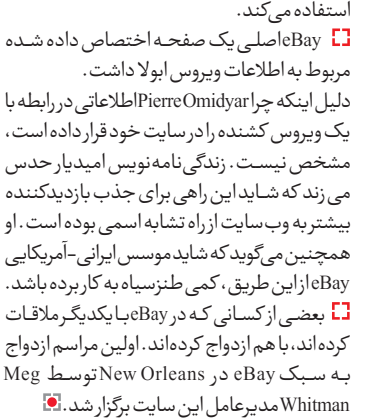 استفاده می‌کند.
eBay اصلی یک صفحه اختصاص داده شده
مربوط به اطلاعات ویروس ابولا داشت.
دلیل اینکه چرا Pierre Omidyar اطلاعاتی در رابطه با
یک ویروس کشنده را در سایت خود قرار داده است،
مشخص نیست. زندگی‌نامه نویس امیدیار حدس
می زند که شاید این راهی برای جذب بازدیدکننده
بیشتر به وب سایت از راه تشابه اسمی بوده است. او
همچنین می‌گوید که شاید موسس ایرانی-آمریکایی
eBay از این طریق، کمی طنز سیاه به کار برده باشد.
بعضی از کسانی که در eBay با یکدیگر ملاقات
کرده‌اند، با هم ازدواج کرده‌اند. اولین مراسم ازدواج
به سبک eBay در New Orleans توسط Meg
Whitman مدیرعامل این سایت برگزار شد.